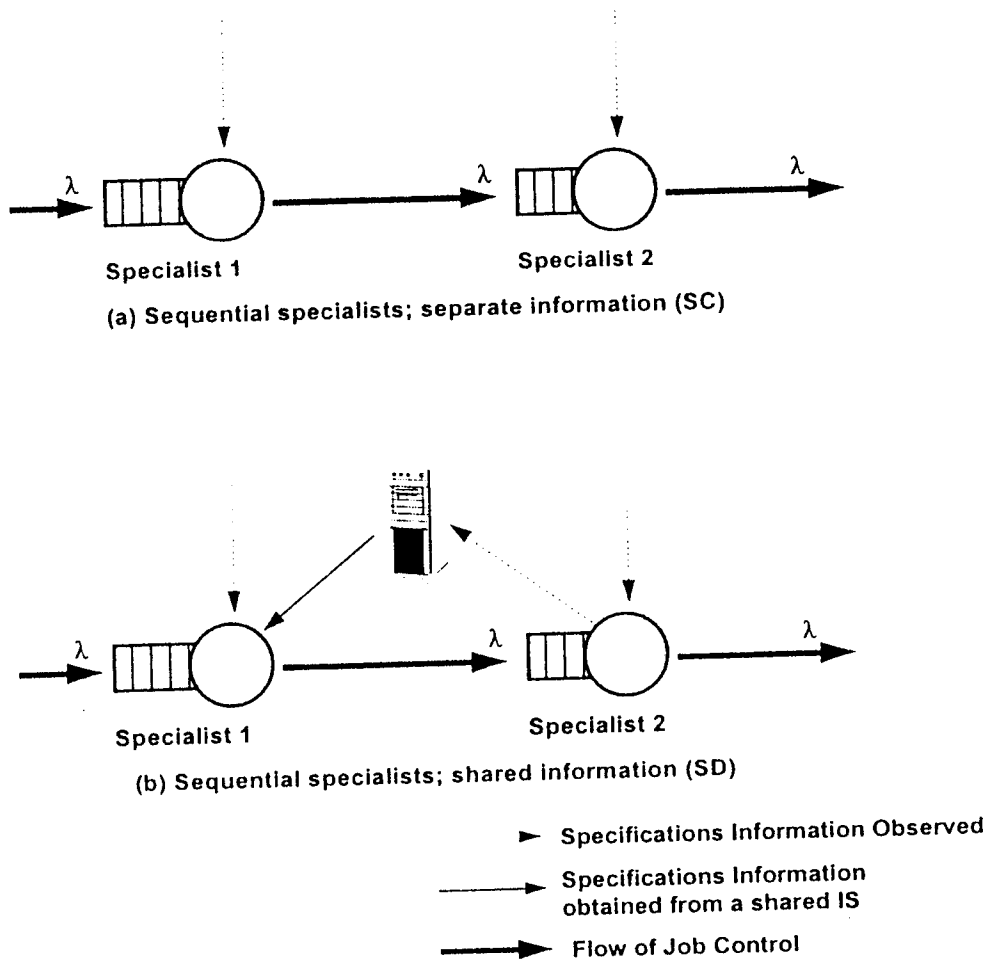 λ
λ
λ
Specialist 1
Specialist 2
(a) Sequential specialists; separate information (SC)
λ
λ
λ
Specialist 1
Specialist 2
(b) Sequential specialists; shared information (SD)
Specifications Information Observed
Specifications Information
obtained from a shared IS
Flow of Job Control